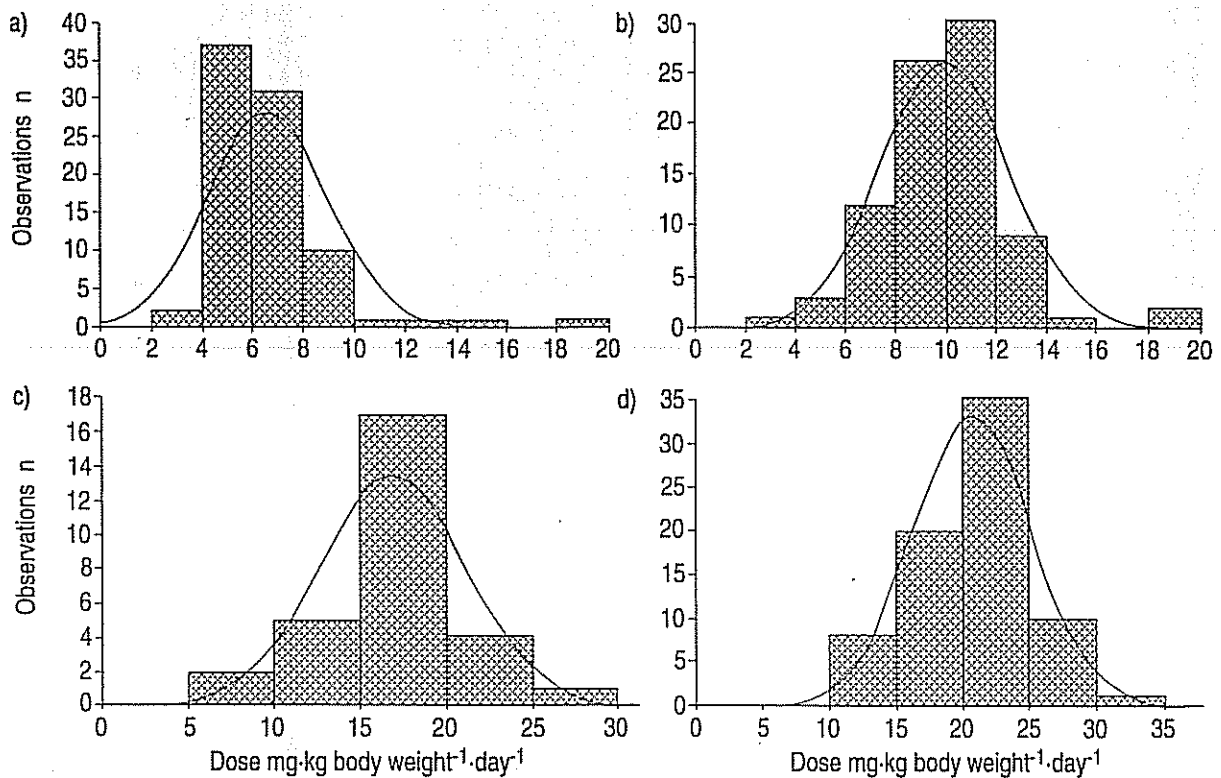 a)
40
35
30
25
20
15
10
5
0
Observations n
0 2 4 6 8 10 12 14 16 18 20
b)
30
25
20
15
10
5
0
0 2 4 6 8 10 12 14 16 18 20
c)
18
16
14
12
10
8
6
4
2
0
Observations n
0 5 10 15 20 25 30
Dose mg·kg body weight⁻¹·day⁻¹
d)
35
30
25
20
15
10
5
0
0 5 10 15 20 25 30 35
Dose mg·kg body weight⁻¹·day⁻¹